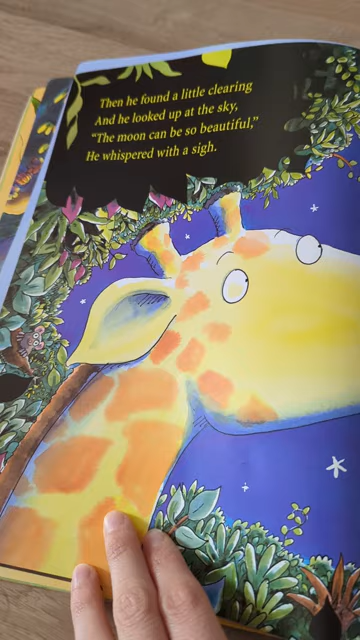 Then he found a little clearing
And he looked up at the sky,
“The moon can be so beautiful,”
He whispered with a sigh.